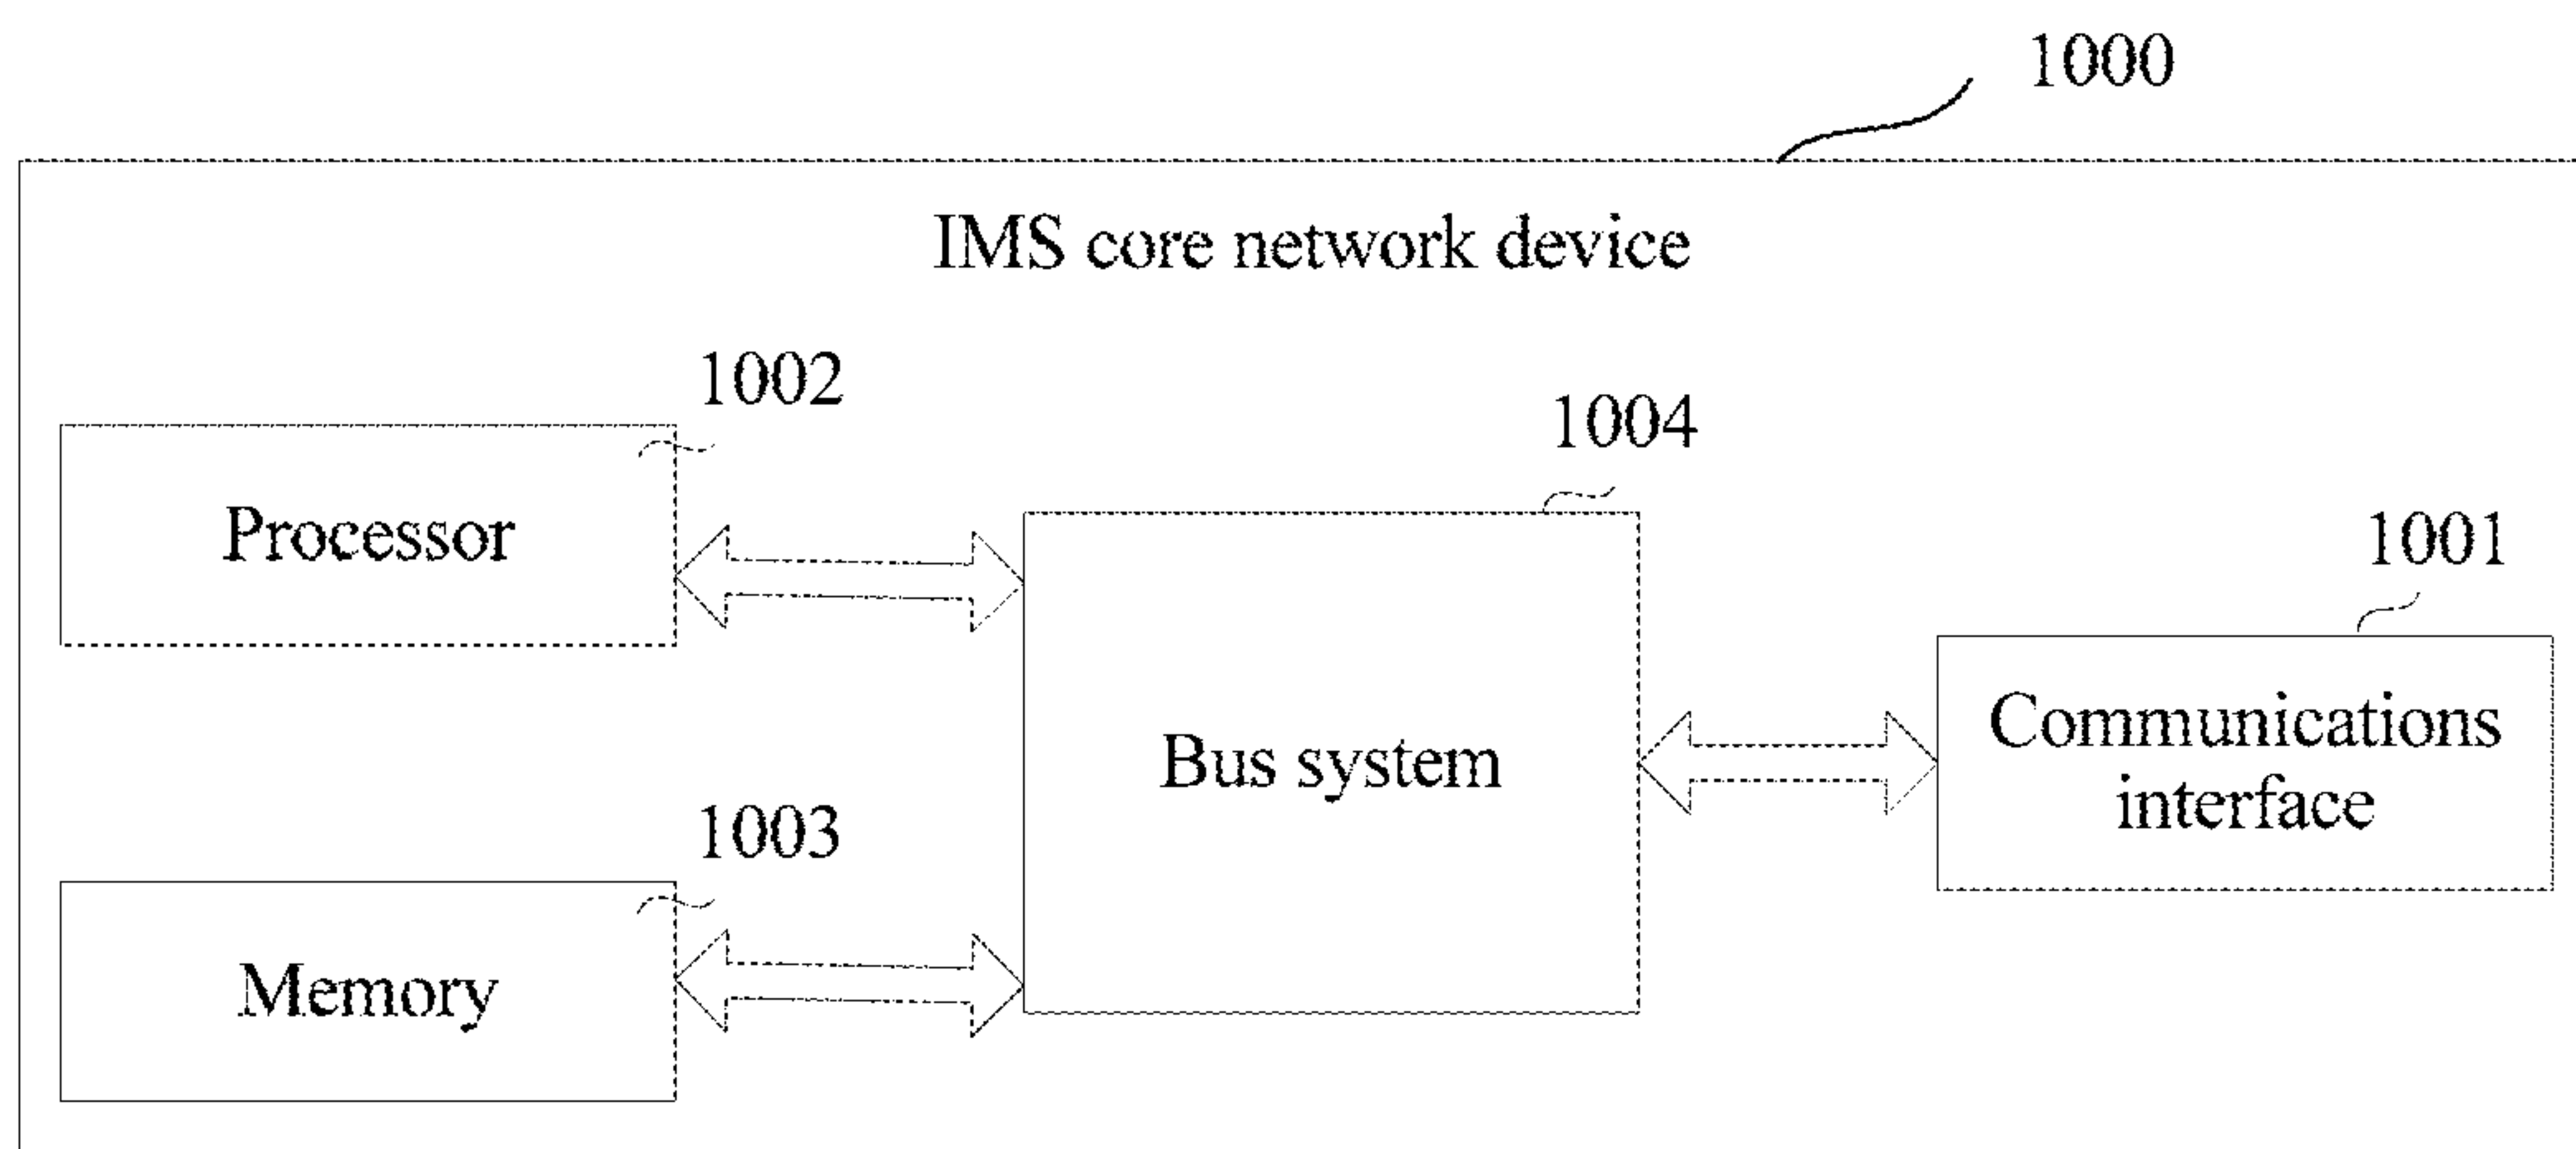 1000
IMS core network device
1002
1004
Processor
1001
Communications
interface
Bus system
1003
Memory